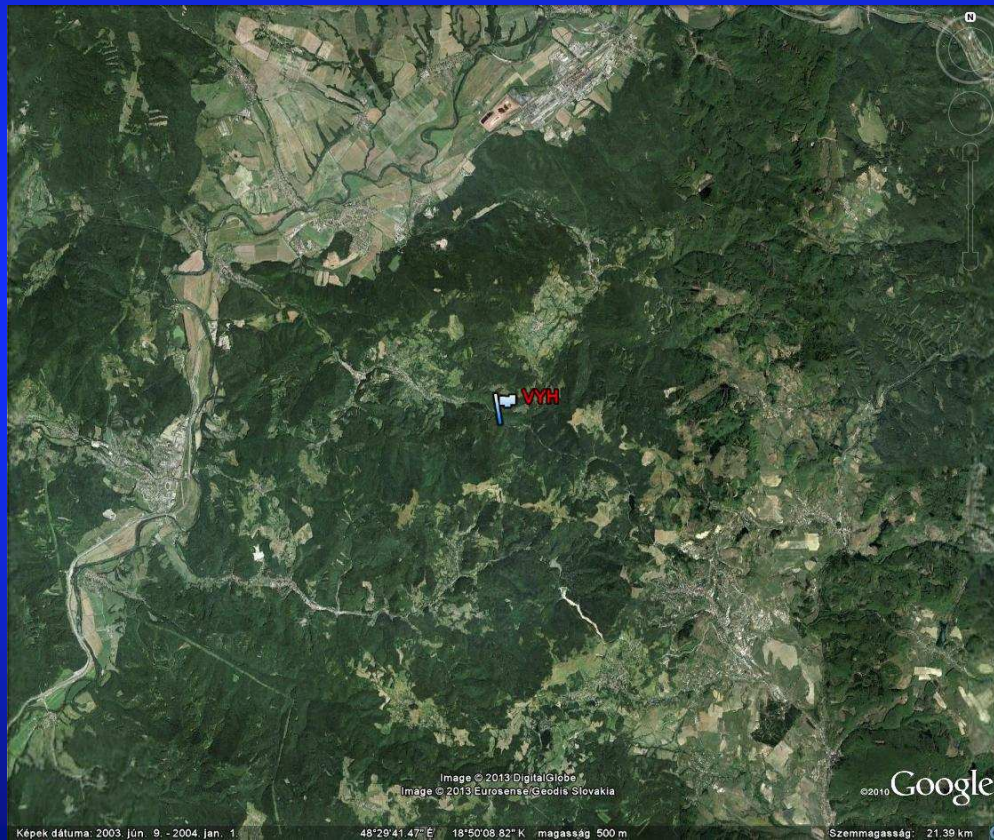 N
VYH
Image © 2013 DigitalGlobe
Image © 2013 Eurosense/Geodis Slovakia
©2010 Google
Képek dátuma: 2003. jún. 9. - 2004. jan. 1. 48°29'41.47" É 18°50'08.82" K magasság 500 m Szemmagasság: 21.39 km